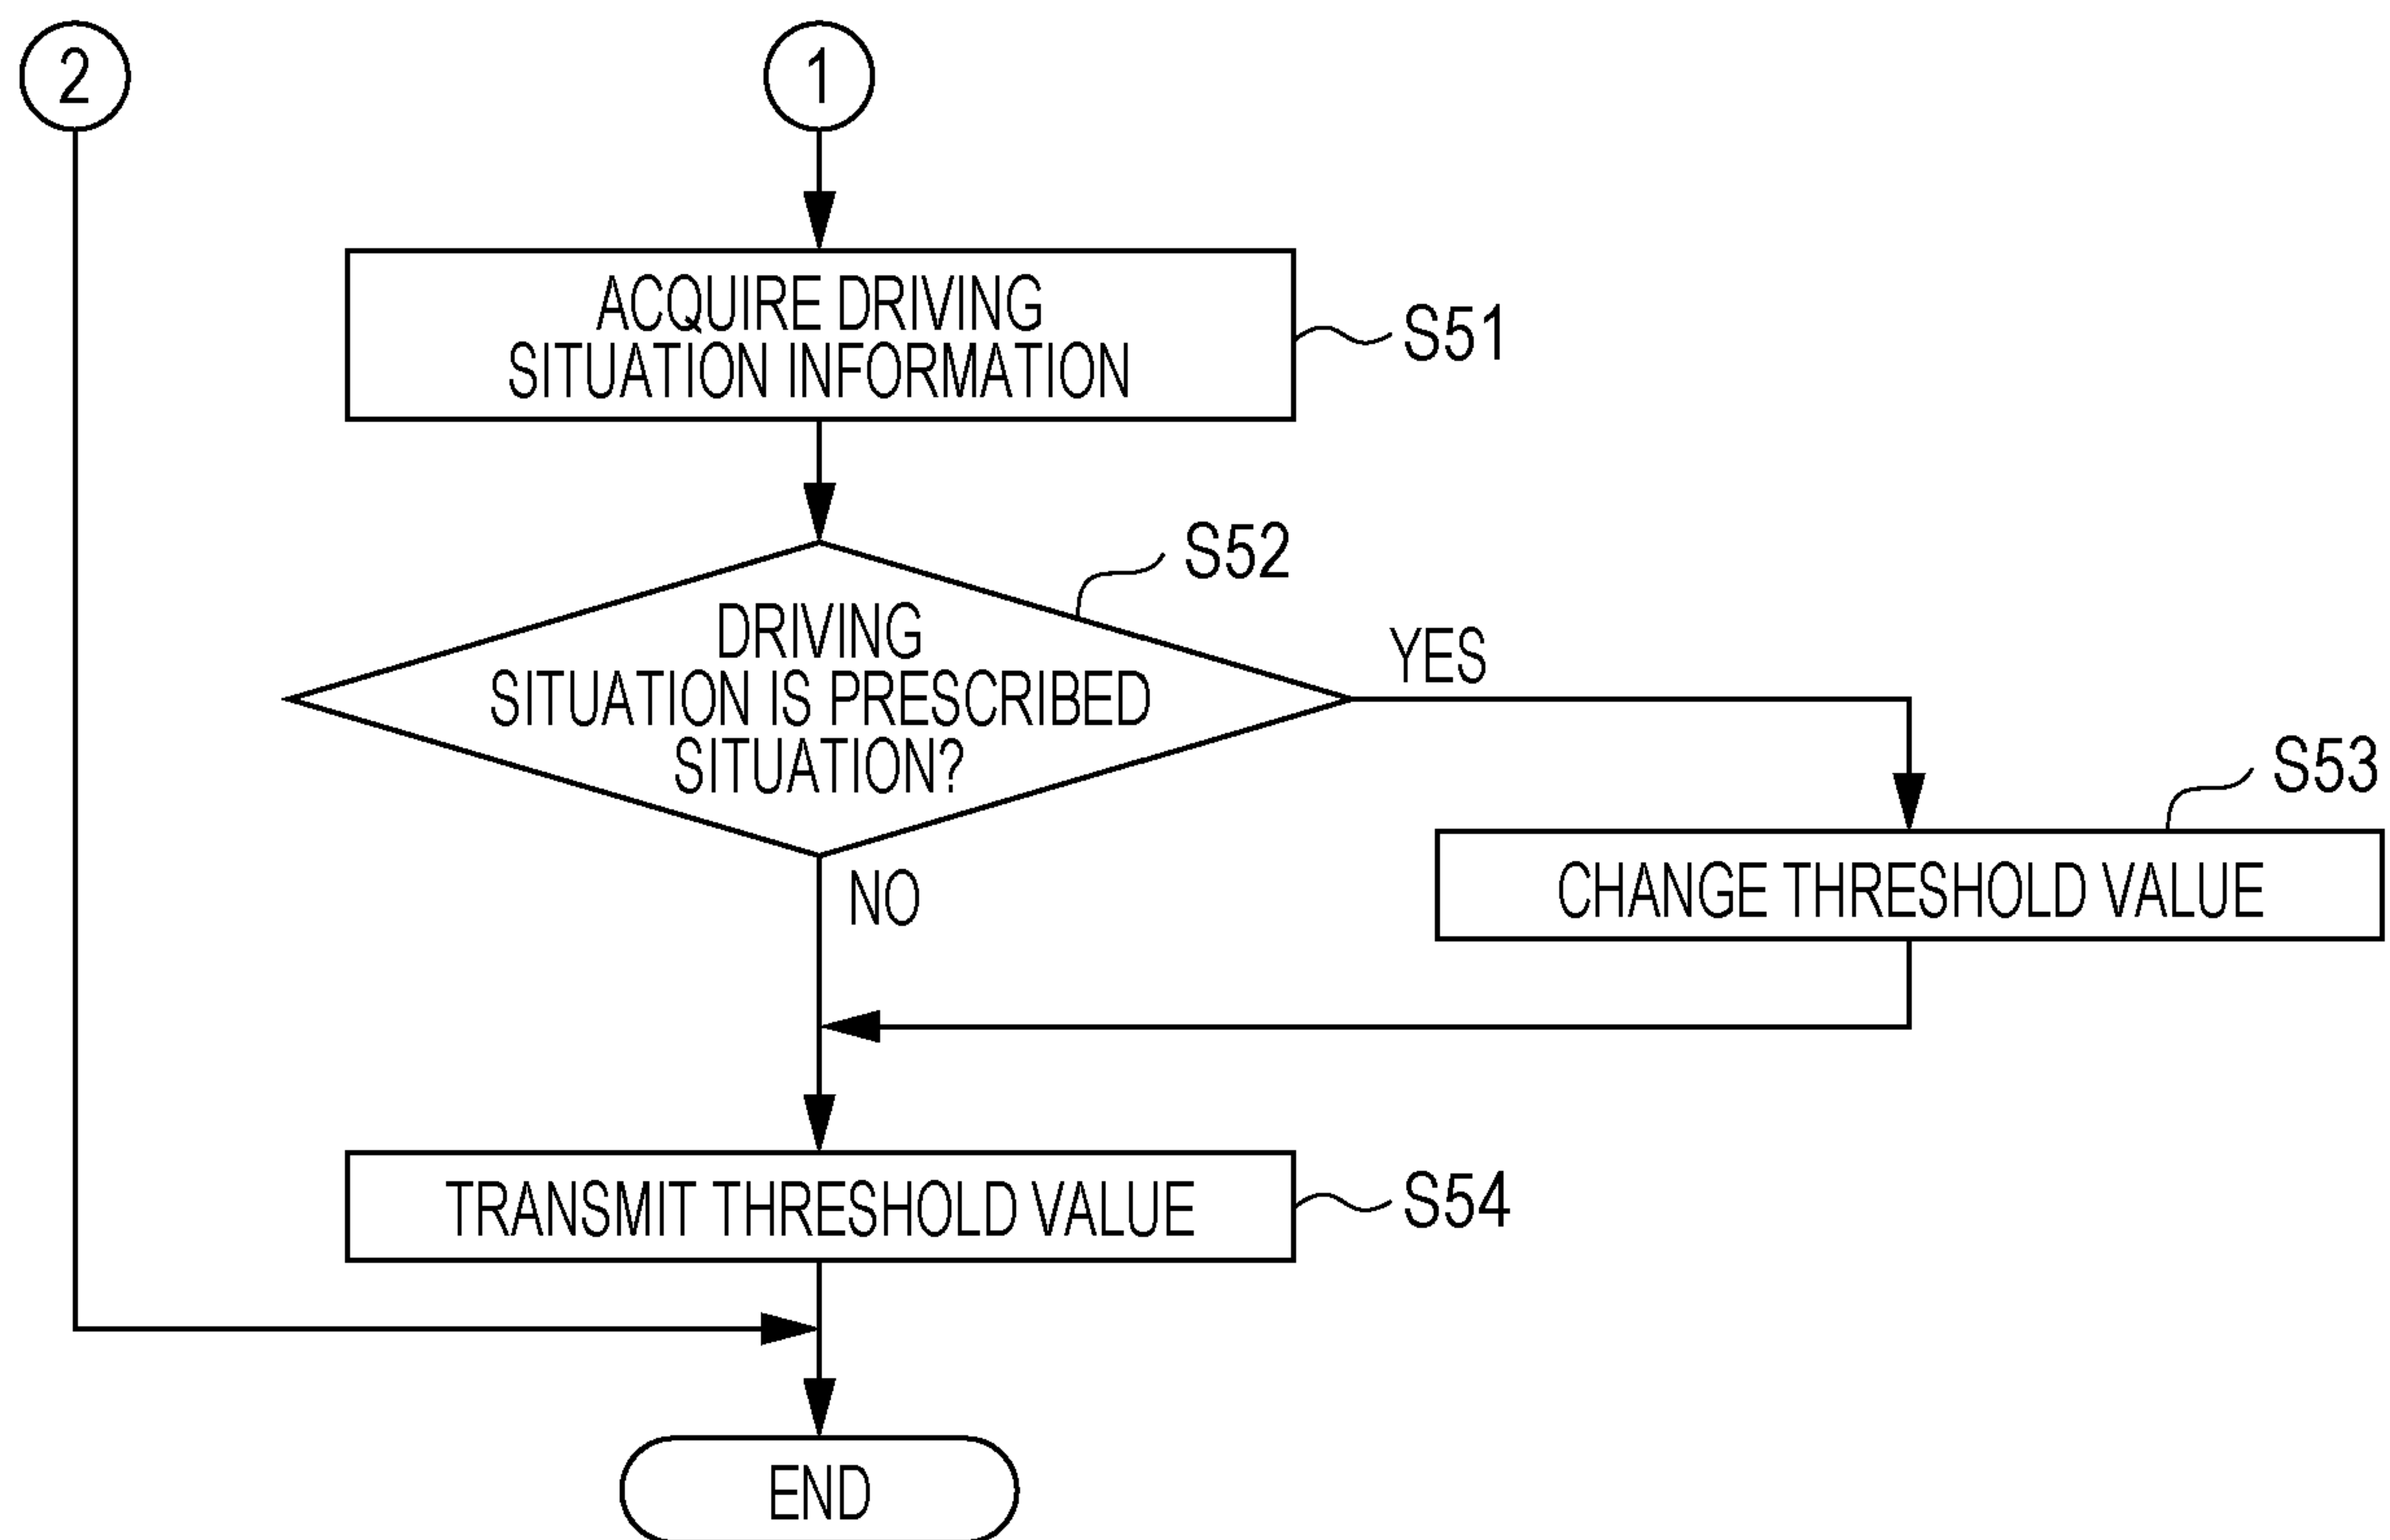 2
1
ACQUIRE DRIVING
SITUATION INFORMATION
S51
S52
DRIVING
SITUATION IS PRESCRIBED
SITUATION?
YES
S53
CHANGE THRESHOLD VALUE
NO
TRANSMIT THRESHOLD VALUE
S54
END